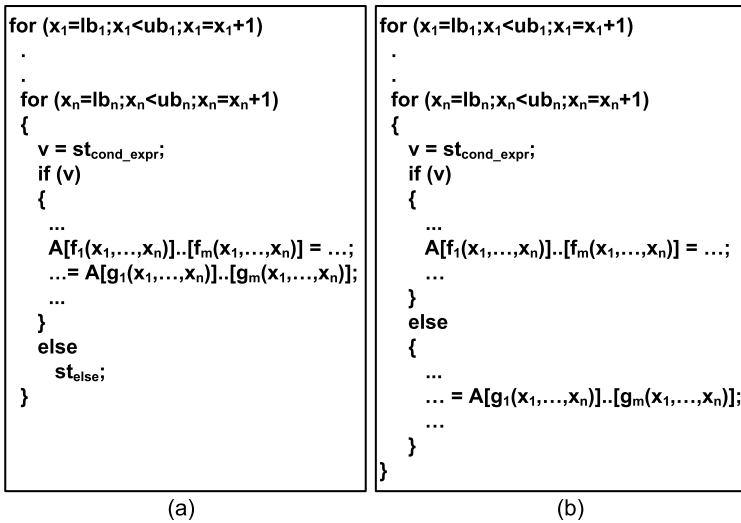 for (x₁=lb₁;x₁<ub₁;x₁=x₁+1)
.
.
for (xₙ=lbₙ;xₙ<ubₙ;xₙ=xₙ+1)
{
v = st_cond_expr;
if (v)
{
...
A[f₁(x₁,…,xₙ)]..[fₘ(x₁,…,xₙ)] = …;
…= A[g₁(x₁,…,xₙ)]..[gₘ(x₁,…,xₙ)];
...
}
else
st_else;
}
(a)
for (x₁=lb₁;x₁<ub₁;x₁=x₁+1)
.
.
for (xₙ=lbₙ;xₙ<ubₙ;xₙ=xₙ+1)
{
v = st_cond_expr;
if (v)
{
...
A[f₁(x₁,…,xₙ)]..[fₘ(x₁,…,xₙ)] = …;
…
}
else
{
...
… = A[g₁(x₁,…,xₙ)]..[gₘ(x₁,…,xₙ)];
…
}
}
(b)